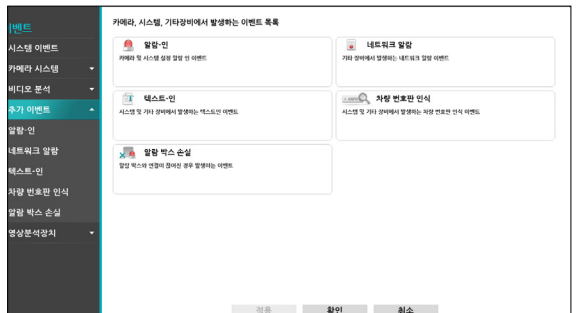 이벤트
시스템 이벤트
카메라 시스템
비디오 분석
추가 이벤트
알람-인
네트워크 알람
텍스트-인
차량 번호판 인식
알람 박스 손실
영상분석장치
카메라, 시스템, 기타장비에서 발생하는 이벤트 목록
알람-인
카메라 및 시스템 설정 알람 인 이벤트
네트워크 알람
기타 장비에서 발생하는 네트워크 알람 이벤트
텍스트-인
시스템 및 기타 장비에서 발생하는 텍스트인 이벤트
차량 번호판 인식
시스템 및 기타 장비에서 발생하는 차량 번호판 인식 이벤트
알람 박스 손실
알람 박스와 연결이 끊어진 경우 발생하는 이벤트
적용
확인
취소